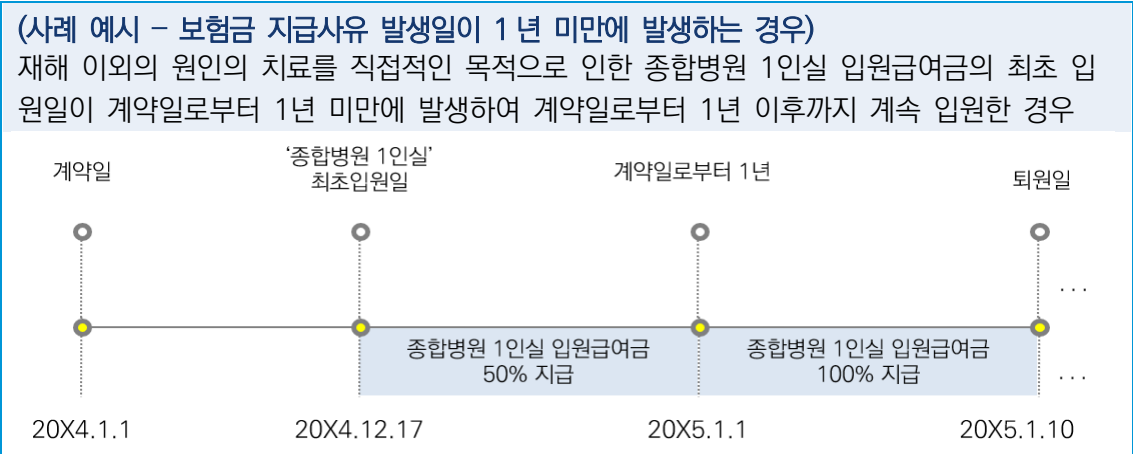 (사례 예시 – 보험금 지급사유 발생일이 1년 미만에 발생하는 경우)
재해 이외의 원인의 치료를 직접적인 목적으로 인한 종합병원 1인실 입원급여금의 최초 입
원일이 계약일로부터 1년 미만에 발생하여 계약일로부터 1년 이후까지 계속 입원한 경우
계약일
‘종합병원 1인실’
최초입원일
계약일로부터 1년
퇴원일
...
종합병원 1인실 입원급여금
50% 지급
종합병원 1인실 입원급여금
100% 지급
...
20X4.1.1
20X4.12.17
20X5.1.1
20X5.1.10